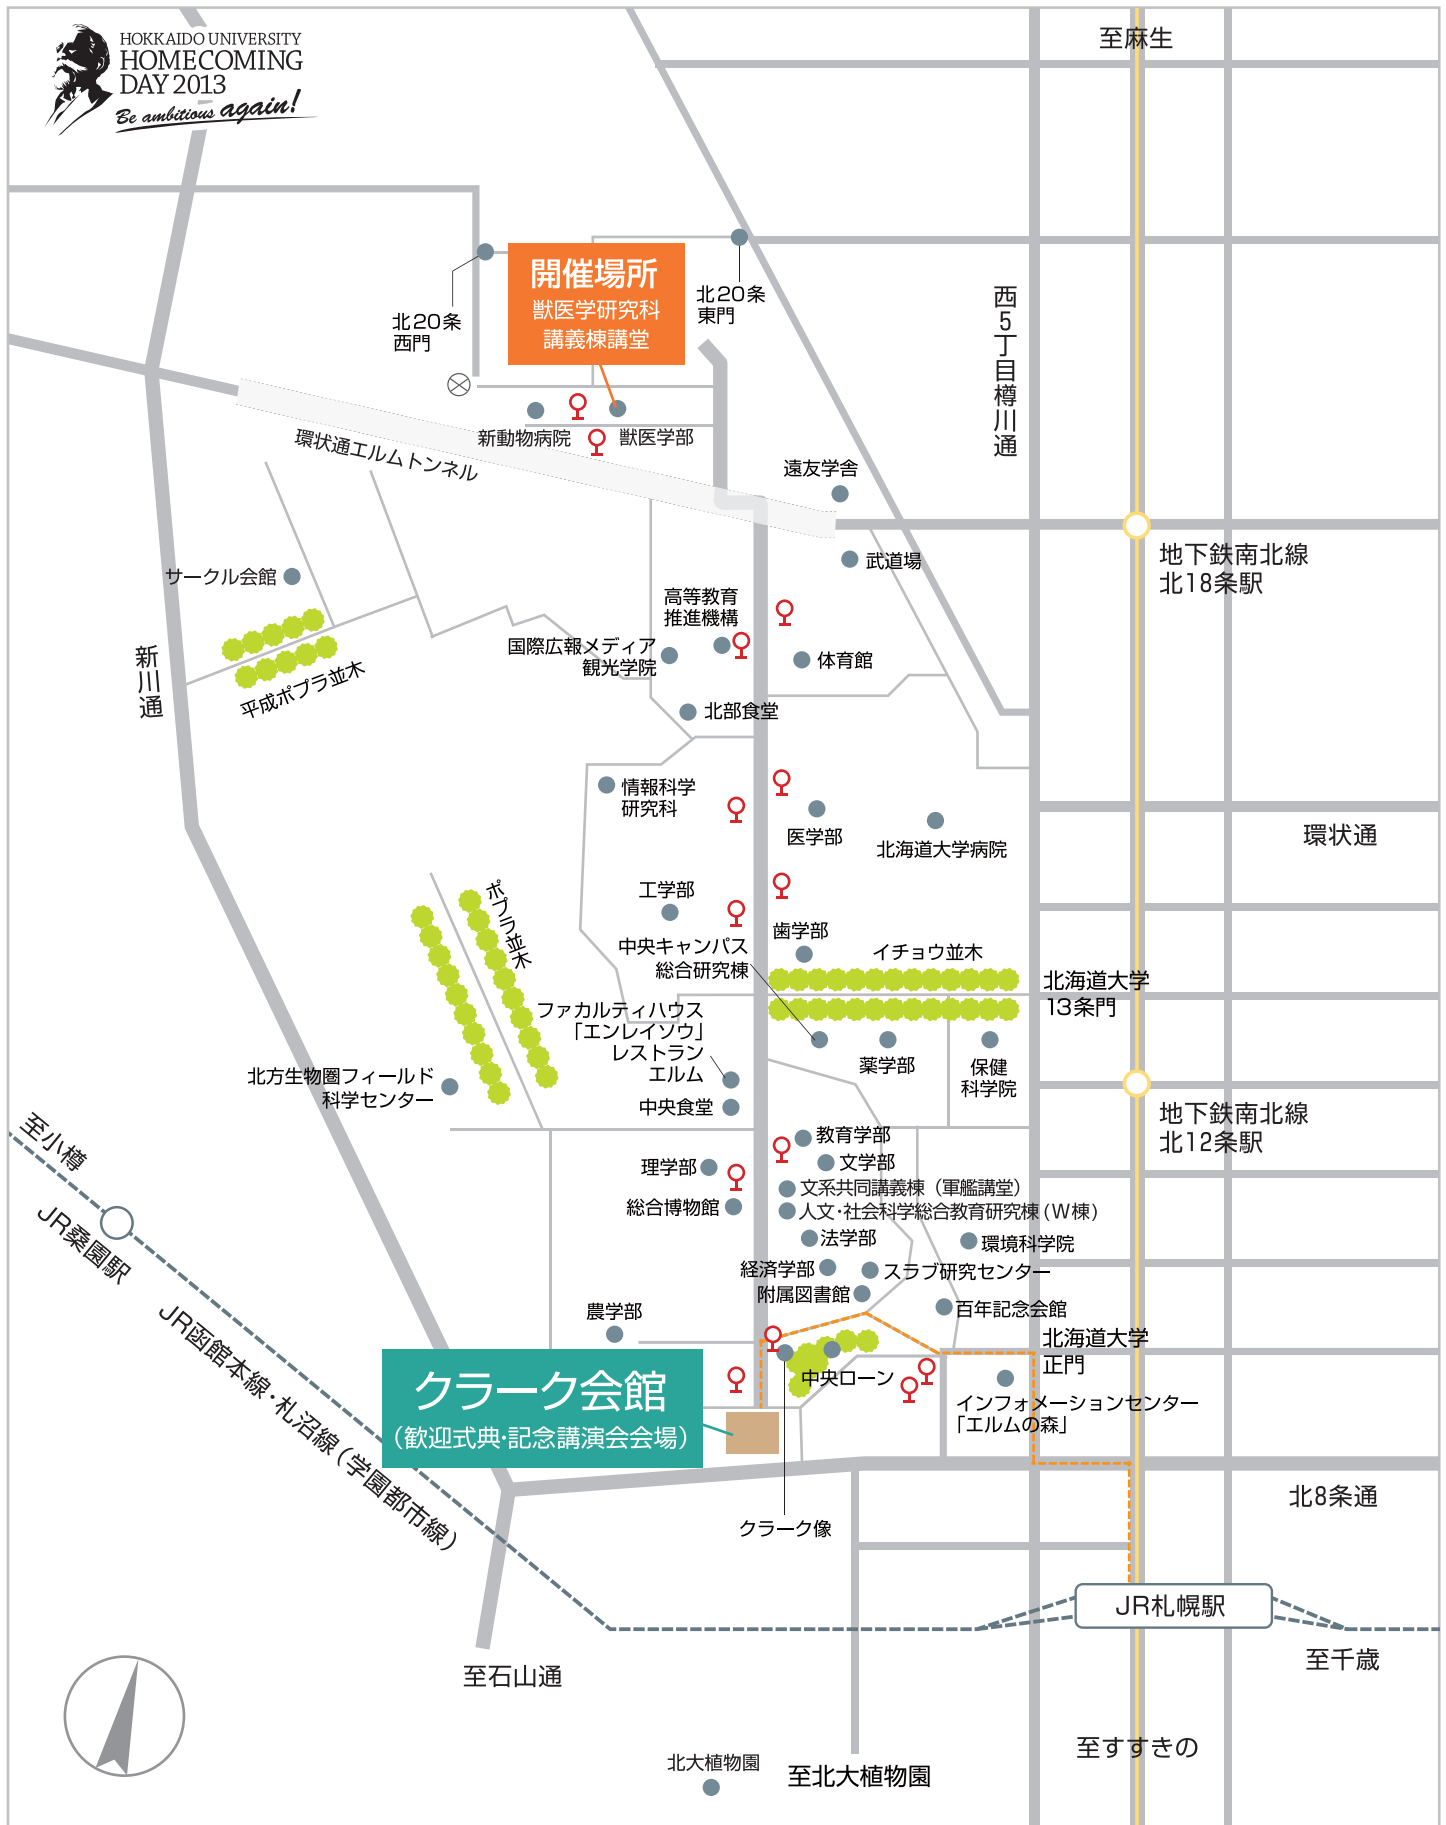 HOKKAIDO UNIVERSITY
HOMECOMING
DAY 2013
Be ambitious again!
至麻生
開催場所
獣医学研究科
講義棟講堂
北20条
西門
北20条
東門
西5丁目樽川通
新動物病院
獣医学部
環状通エルムトンネル
遠友学舎
武道場
地下鉄南北線
北18条駅
サークル会館
高等教育
推進機構
国際広報メディア
観光学院
体育館
新川通
平成ポプラ並木
北部食堂
情報科学
研究科
医学部
北海道大学病院
環状通
工学部
ポプラ並木
歯学部
中央キャンパス
総合研究棟
イチョウ並木
北海道大学
13条門
ファカルティハウス
「エンレイソウ」
レストラン
エルム
薬学部
保健
科学院
北方生物圏フィールド
科学センター
中央食堂
地下鉄南北線
北12条駅
至小樽
教育学部
文学部
理学部
文系共同講義棟（軍艦講堂）
総合博物館
人文・社会科学総合教育研究棟(W棟)
JR桑園駅
法学部
環境科学院
経済学部
スラブ研究センター
附属図書館
百年記念会館
農学部
北海道大学
正門
JR函館本線・札沼線(学園都市線)
クラーク会館
（歓迎式典・記念講演会会場）
中央ローン
インフォメーションセンター
「エルムの森」
北8条通
クラーク像
JR札幌駅
至千歳
至石山通
至すすきの
北大植物園
至北大植物園